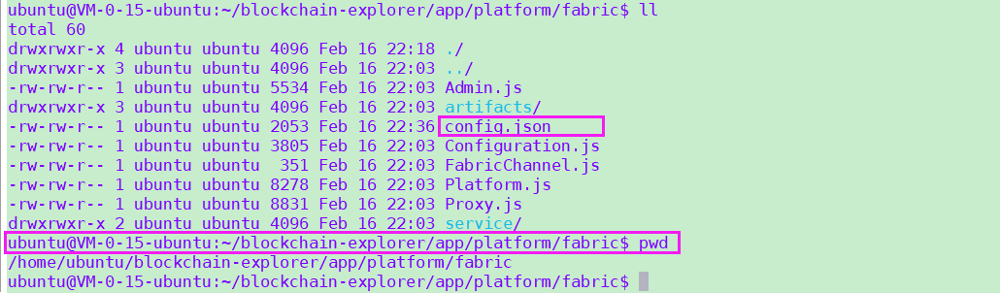 ubuntu@VM-0-15-ubuntu:~/blockchain-explorer/app/platform/fabric$ ll
total 60
drwxrwxr-x 4 ubuntu ubuntu 4096 Feb 16 22:18 ./
drwxrwxr-x 3 ubuntu ubuntu 4096 Feb 16 22:03 ../
-rw-rw-r-- 1 ubuntu ubuntu 5534 Feb 16 22:03 Admin.js
drwxrwxr-x 3 ubuntu ubuntu 4096 Feb 16 22:03 artifacts/
-rw-rw-r-- 1 ubuntu ubuntu 2053 Feb 16 22:36 config.json
-rw-rw-r-- 1 ubuntu ubuntu 3805 Feb 16 22:03 Configuration.js
-rw-rw-r-- 1 ubuntu ubuntu  351 Feb 16 22:03 FabricChannel.js
-rw-rw-r-- 1 ubuntu ubuntu 8278 Feb 16 22:03 Platform.js
-rw-rw-r-- 1 ubuntu ubuntu 8831 Feb 16 22:03 Proxy.js
drwxrwxr-x 2 ubuntu ubuntu 4096 Feb 16 22:03 service/
ubuntu@VM-0-15-ubuntu:~/blockchain-explorer/app/platform/fabric$ pwd
/home/ubuntu/blockchain-explorer/app/platform/fabric
ubuntu@VM-0-15-ubuntu:~/blockchain-explorer/app/platform/fabric$